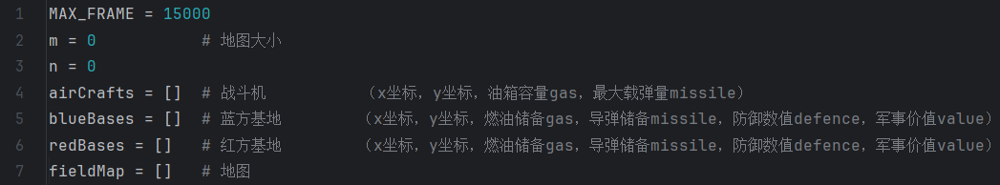 1 MAX_FRAME = 15000
2 m = 0 # 地图大小
3 n = 0
4 airCrafts = [] # 战斗机 （x坐标，y坐标，油箱容量gas，最大载弹量missile）
5 blueBases = [] # 蓝方基地 （x坐标，y坐标，燃油储备gas，导弹储备missile，防御数值defence，军事价值value）
6 redBases = [] # 红方基地 （x坐标，y坐标，燃油储备gas，导弹储备missile，防御数值defence，军事价值value）
7 fieldMap = [] # 地图